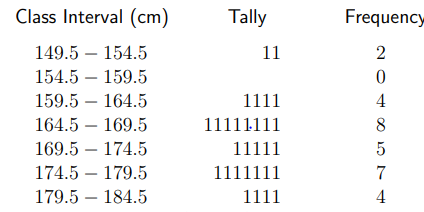 Class Interval (cm) Tally Frequency
149.5 – 154.5 11 2
154.5 – 159.5 0
159.5 – 164.5 1111 4
164.5 – 169.5 11111111 8
169.5 – 174.5 11111 5
174.5 – 179.5 1111111 7
179.5 – 184.5 1111 4